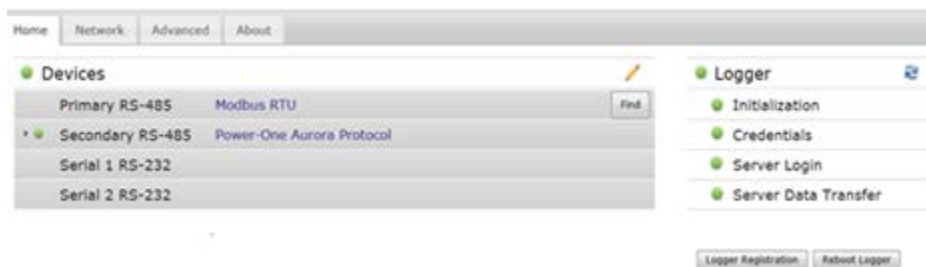 Home Network Advanced About
Devices
Primary RS-485 Modbus RTU Find
Secondary RS-485 Power-One Aurora Protocol
Serial 1 RS-232
Serial 2 RS-232
Logger
Initialization
Credentials
Server Login
Server Data Transfer
Logger Registration Reboot Logger